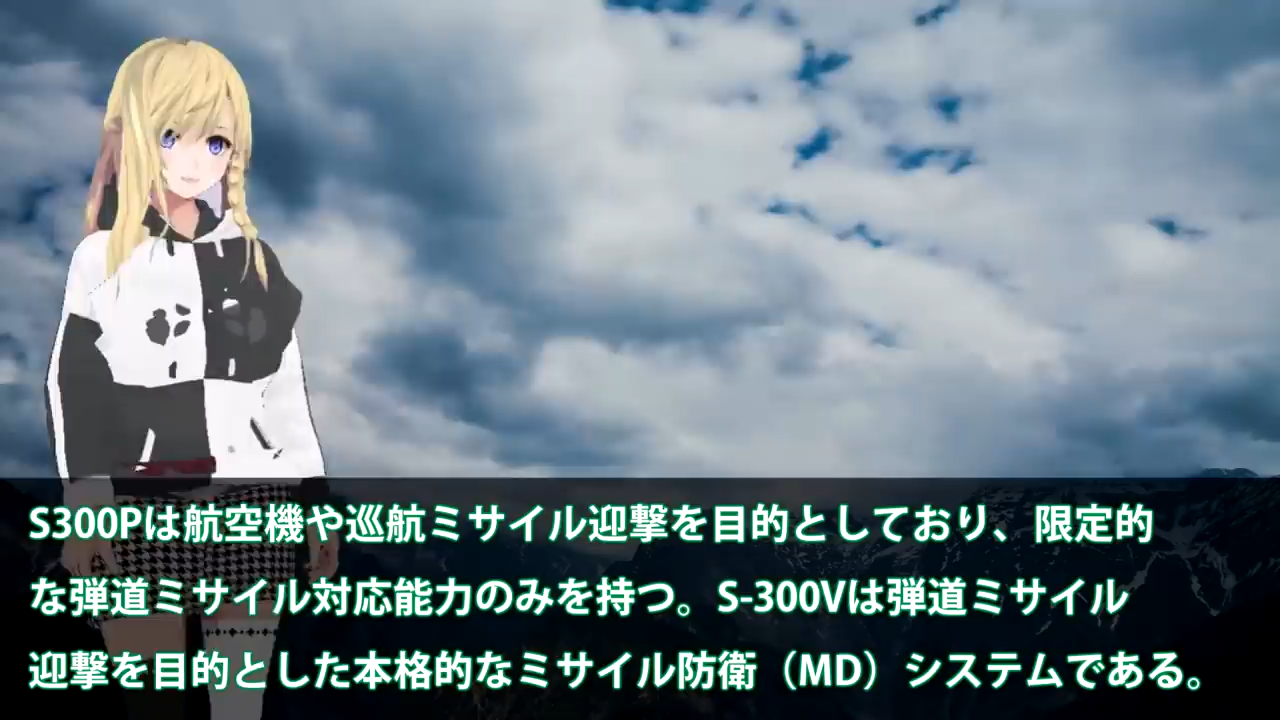 S300Pは航空機や巡航ミサイル迎撃を目的としており、限定的
な弾道ミサイル対応能力のみを持つ。S-300Vは弾道ミサイル
迎撃を目的とした本格的なミサイル防衛（MD）システムである。